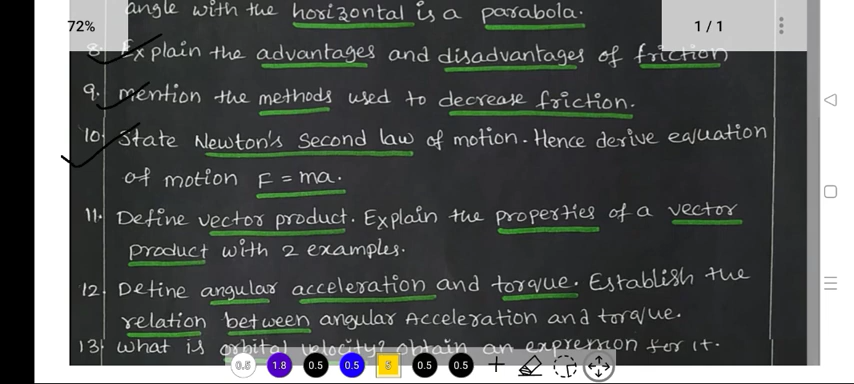 angle with the horizontal is a parabola.
72%
1 / 1
8. Explain the advantages and disadvantages of friction
9. mention the methods used to decrease friction.
10. State Newton's Second law of motion. Hence derive equation
of motion F = ma.
11. Define vector product. Explain the properties of a vector
product with 2 examples.
12. Define angular acceleration and torque. Establish the
relation between angular Acceleration and torque.
13. What is orbital velocity? obtain an expression for it.
0.5 1.8 0.5 0.5 5 0.5 0.5